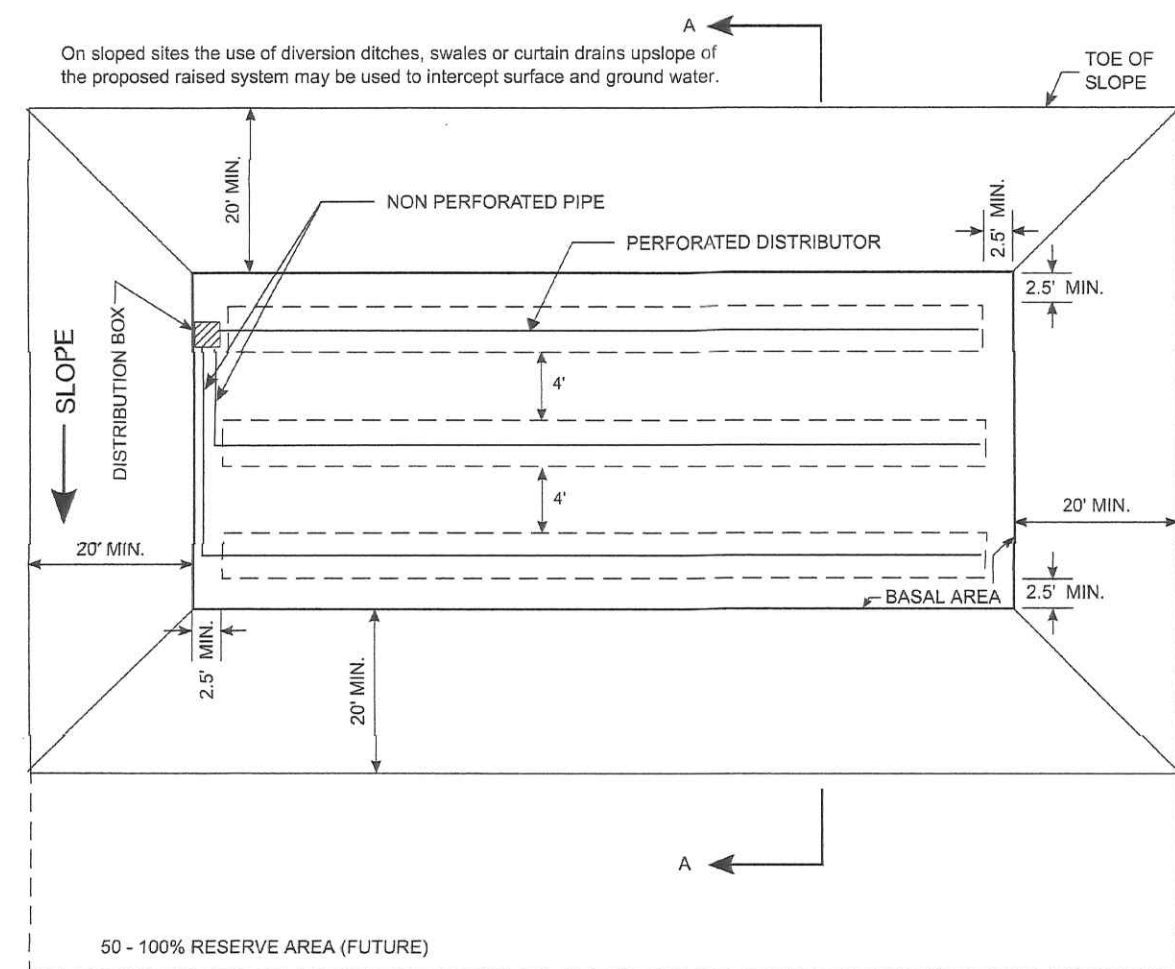 A
On sloped sites the use of diversion ditches, swales or curtain drains upslope of
the proposed raised system may be used to intercept surface and ground water.
TOE OF
SLOPE
20' MIN.
NON PERFORATED PIPE
2.5' MIN.
PERFORATED DISTRIBUTOR
2.5' MIN.
DISTRIBUTION BOX
SLOPE
4'
4'
20' MIN.
20' MIN.
BASAL AREA
2.5' MIN.
2.5' MIN.
20' MIN.
A
50 - 100% RESERVE AREA (FUTURE)